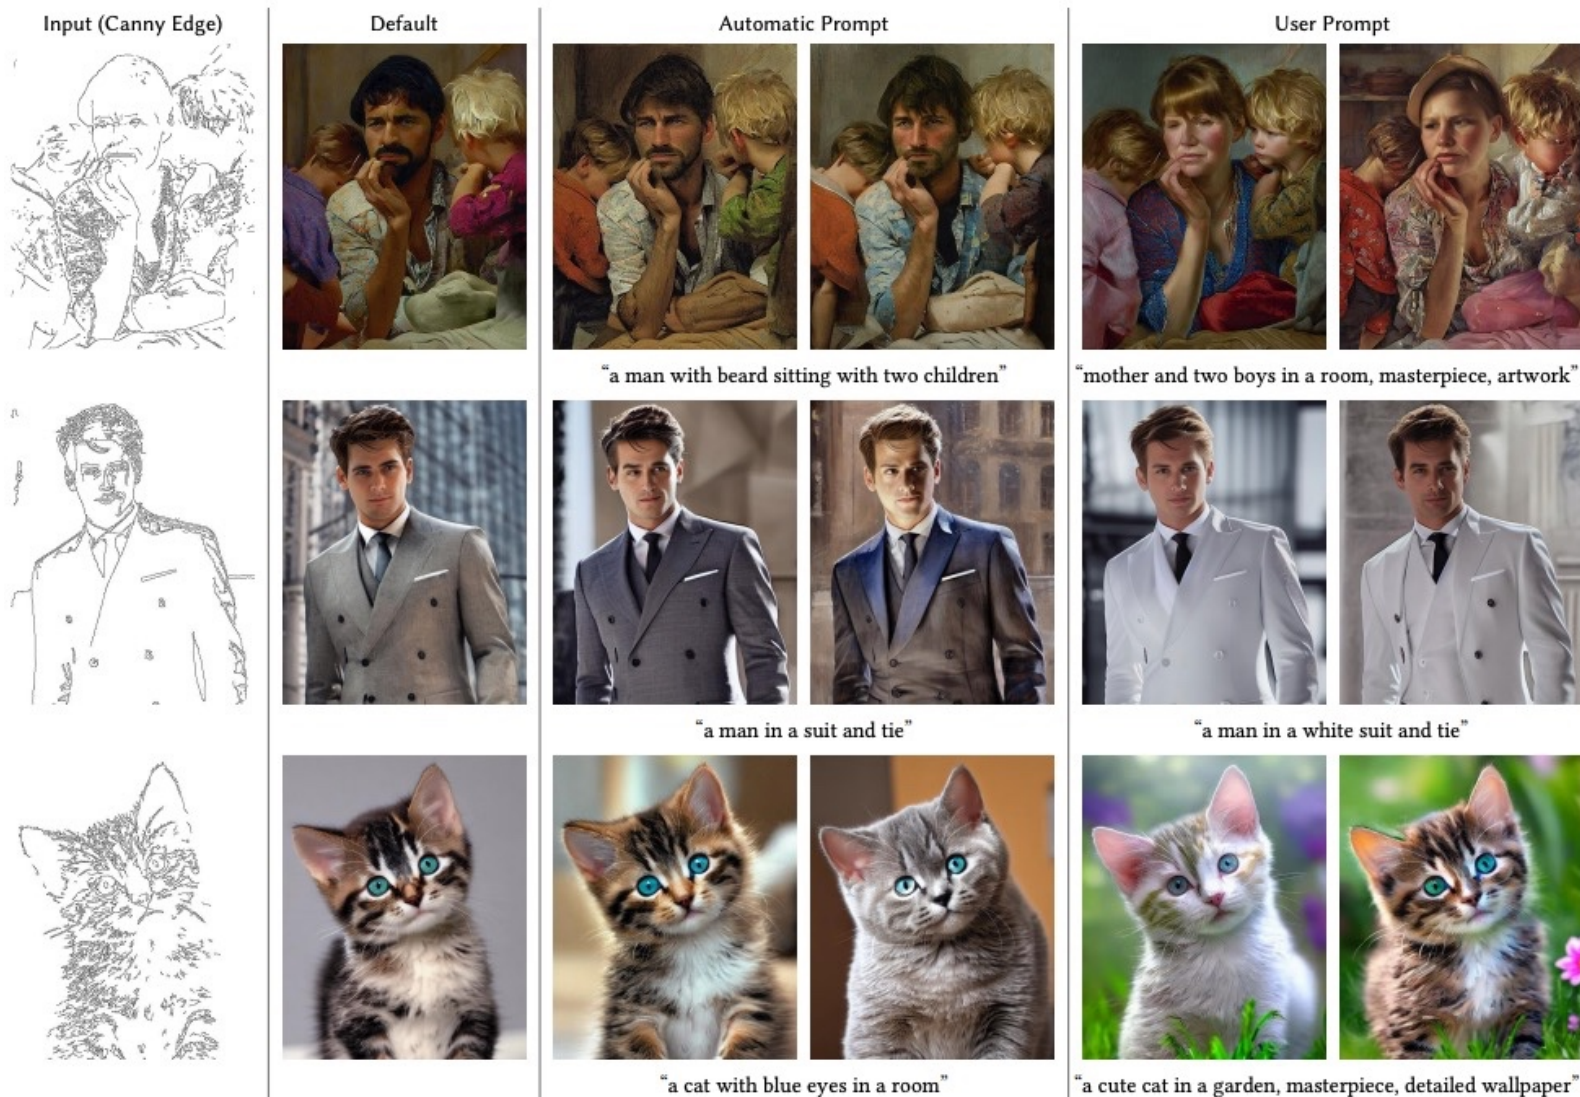 Input (Canny Edge)
Default
Automatic Prompt
User Prompt
“a man with beard sitting with two children”
“mother and two boys in a room, masterpiece, artwork”
“a man in a suit and tie”
“a man in a white suit and tie”
“a cat with blue eyes in a room”
“a cute cat in a garden, masterpiece, detailed wallpaper”